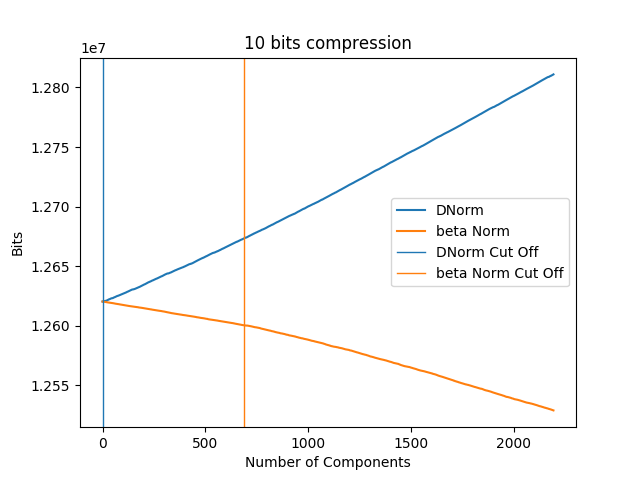 10 bits compression
1e7
1.280
1.275
1.270
1.265
1.260
1.255
Bits
DNorm
beta Norm
DNorm Cut Off
beta Norm Cut Off
0
500
1000
1500
2000
Number of Components